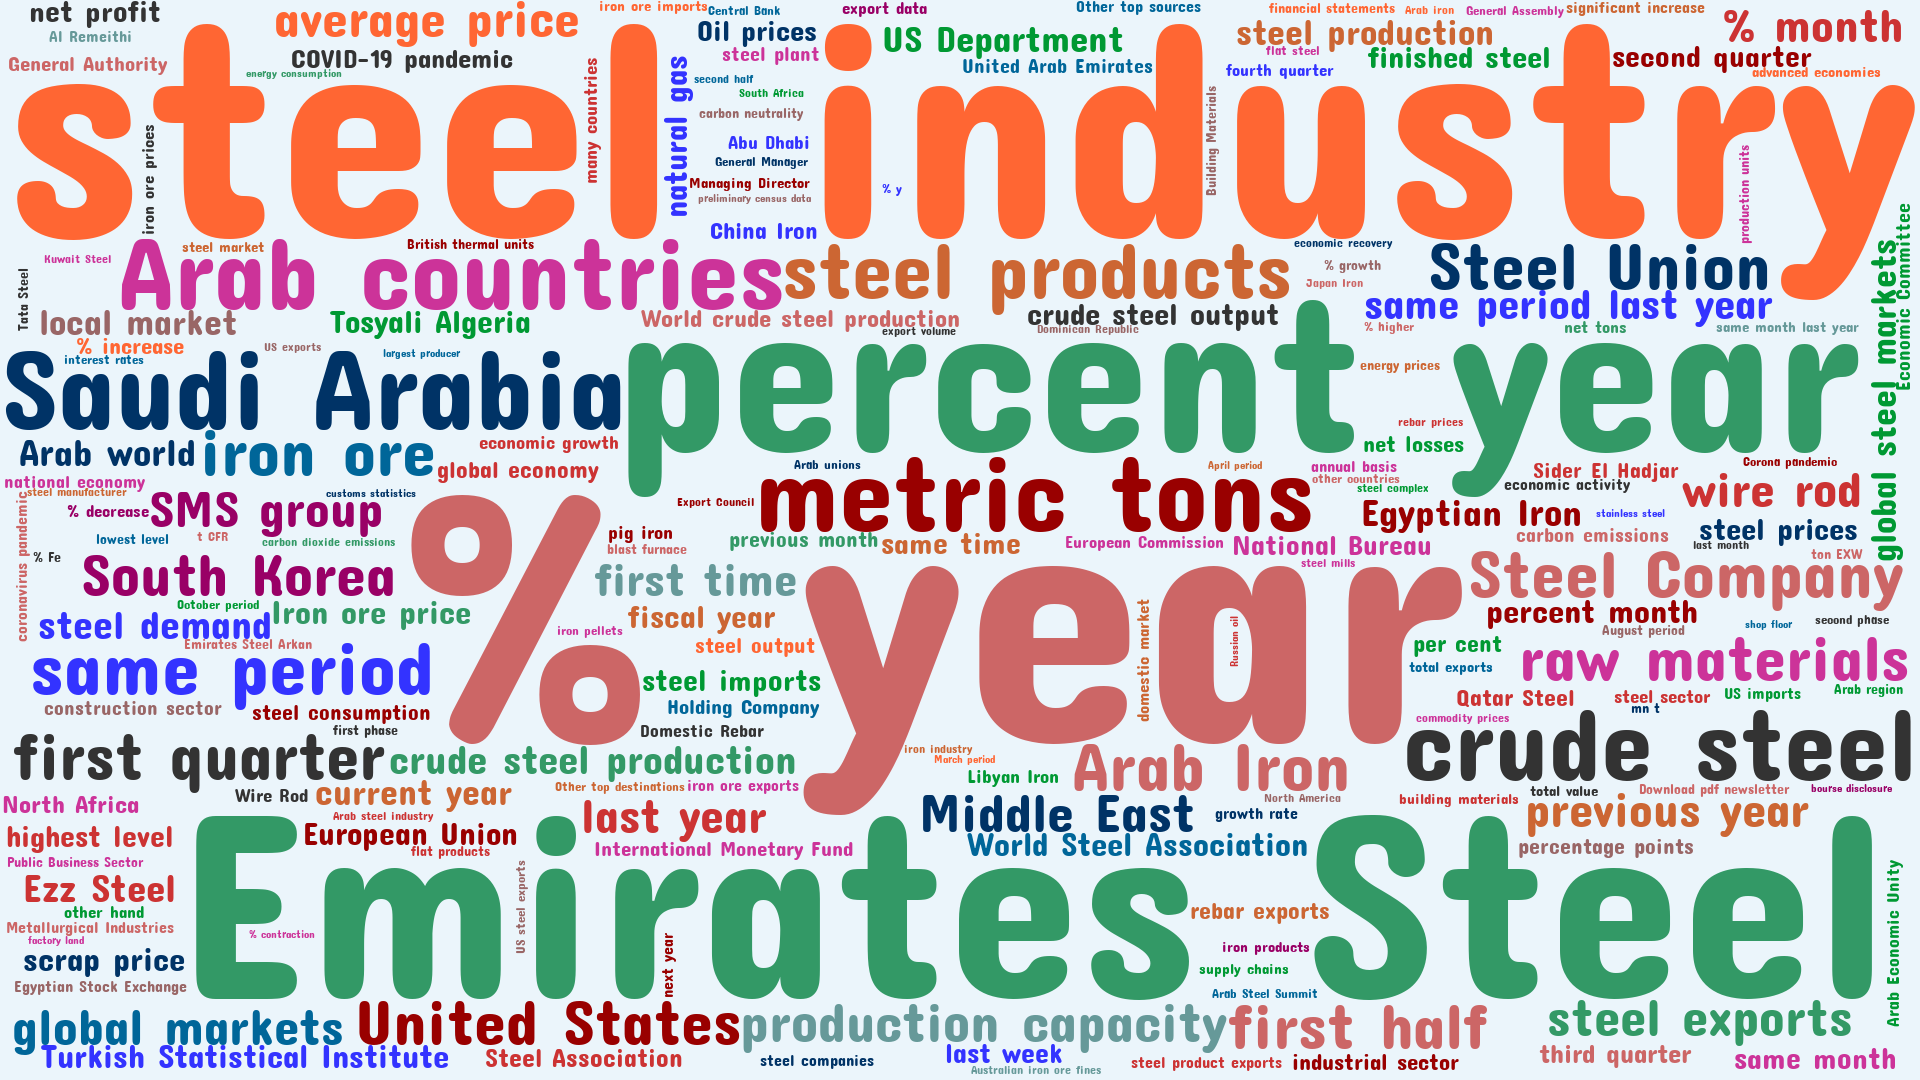 net profit
average price
iron ore imports
Central Bank
export data
Other top sources
financial statements
Arab iron
General Assembly
significant increase
% month
Al Remeithi
COVID-19 pandemic
Oil prices
US Department
steel production
second quarter
General Authority
energy consumption
steel plant
United Arab Emirates
flat steel
finished steel
fourth quarter
advanced economies
steel industry
iron ore prices
many countries
natural gas
second half
South Africa
carbon neutrality
Abu Dhabi
General Manager
Managing Director
preliminary census data
% y
China Iron
Building Materials
production units
Economic Committee
Kuwait Steel
steel market
British thermal units
economic recovery
Arab countries
steel products
% growth
Japan Iron
Steel Union
Tata Steel
local market
Tosyali Algeria
World crude steel production
export volume
crude steel output
Dominican Republic
same period last year
% higher
net tons
same month last year
global steel markets
% increase
US exports
interest rates
largest producer
Saudi Arabia
percent year
energy prices
rebar prices
net losses
Arab world
iron ore
economic growth
global economy
Arab unions
April period
annual basis
other countries
Sider El Hadjar
Corona pandemic
national economy
steel manufacturer
customs statistics
Export Council
metric tons
steel complex
economic activity
wire rod
coronavirus pandemic
% decrease
SMS group
Egyptian Iron
stainless steel
steel prices
lowest level
t CFR
carbon dioxide emissions
pig iron
blast furnace
previous month
same time
European Commission
National Bureau
carbon emissions
last month
ton EXW
% Fe
steel mills
South Korea
% year
first time
Steel Company
October period
Iron ore price
fiscal year
percent month
shop floor
second phase
steel demand
Emirates Steel Arkan
iron pellets
steel output
domestic market
Russian oil
August period
per cent
total exports
raw materials
same period
steel imports
Qatar Steel
steel sector
US imports
Arab region
construction sector
steel consumption
Holding Company
mn t
commodity prices
first phase
Domestic Rebar
first quarter
crude steel production
iron industry
March period
Libyan Iron
Arab Iron
crude steel
North Africa
Wire Rod
current year
Other top destinations
iron ore exports
North America
building materials
total value
Download pdf newsletter
bourse disclosure
Arab steel industry
last year
Middle East
growth rate
previous year
highest level
European Union
flat products
International Monetary Fund
World Steel Association
percentage points
Public Business Sector
Ezz Steel
US steel exports
Emirates Steel
Arab Economic Unity
other hand
Metallurgical Industries
factory land
% contraction
next year
rebar exports
iron products
supply chains
scrap price
Egyptian Stock Exchange
Arab Steel Summit
global markets
United States
production capacity
first half
steel exports
Turkish Statistical Institute
Steel Association
steel companies
last week
Australian iron ore fines
steel product exports
industrial sector
third quarter
same month